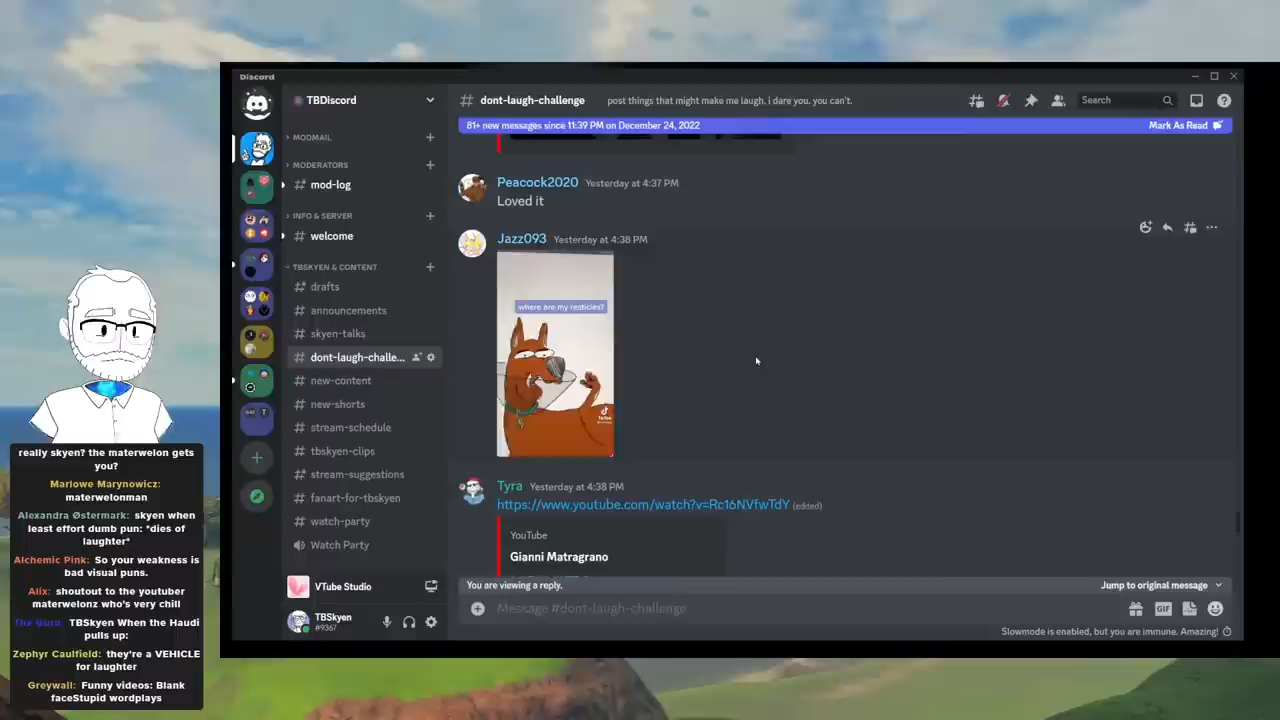 Discord
TBDiscord
# dont-laugh-challenge post things that might make me laugh. i dare you. you can't.
Search
81+ new messages since 11:39 PM on December 24, 2022
Mark As Read
MODMAIL
MODERATORS
mod-log
INFO & SERVER
welcome
TBSKYEN & CONTENT
drafts
announcements
skyen-talks
dont-laugh-challe...
new-content
new-shorts
stream-schedule
tbskyen-clips
stream-suggestions
fanart-for-tbskyen
watch-party
Watch Party
VTube Studio
TBSkyen
#9367
Peacock2020 Yesterday at 4:37 PM
Loved it
Jazz093 Yesterday at 4:38 PM
where are my resticles?
Tyra Yesterday at 4:38 PM
https://www.youtube.com/watch?v=Rc16NVfwTdY (edited)
YouTube
Gianni Matragrano
You are viewing a reply.
Jump to original message
Message #dont-laugh-challenge
GIF
Slowmode is enabled, but you are immune. Amazing!
really skyen? the materwelon gets
you?
Marlowe Marynowicz:
materwelonman
Alexandra Østermark: skyen when
least effort dumb pun: *dies of
laughter*
Alchemic Pink: So your weakness is
bad visual puns.
Alix: shoutout to the youtuber
materwelonz who's very chill
The Guru: TBSkyen When the Haudi
pulls up:
Zephyr Caulfield: they're a VEHICLE
for laughter
Greywall: Funny videos: Blank
faceStupid wordplays